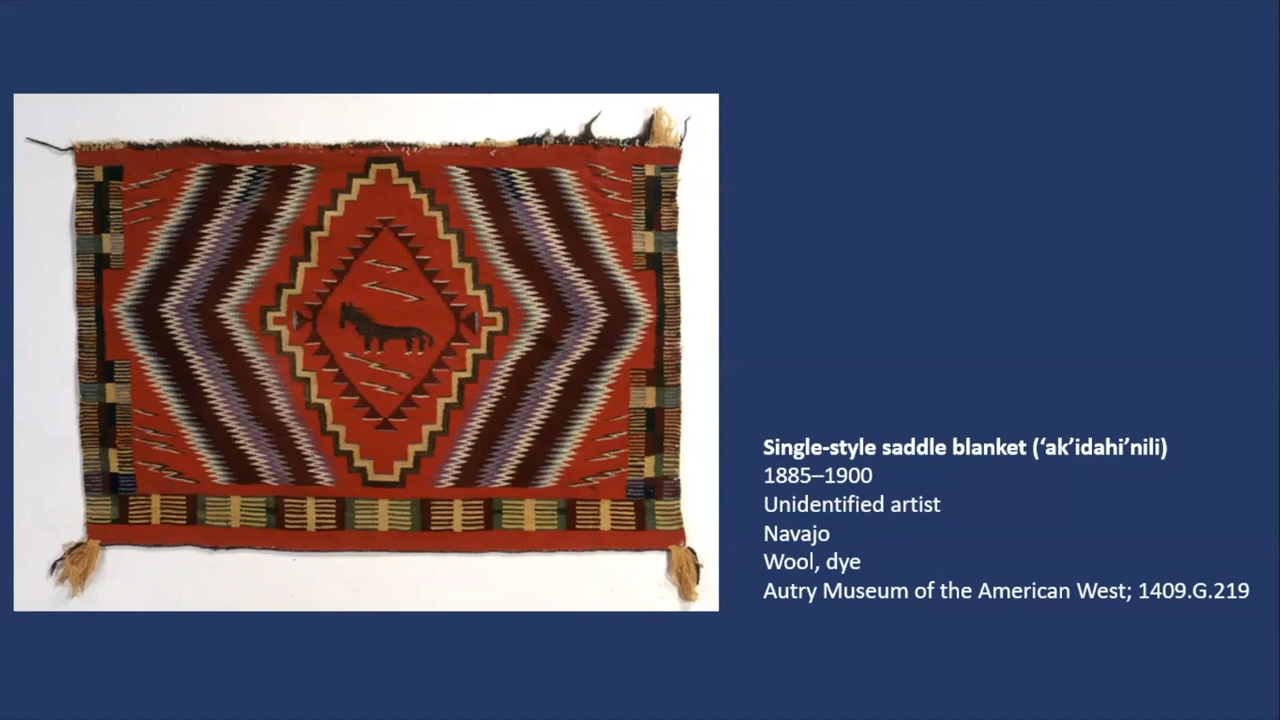 Single-style saddle blanket (‘ak’idahi’nili)
1885–1900
Unidentified artist
Navajo
Wool, dye
Autry Museum of the American West; 1409.G.219